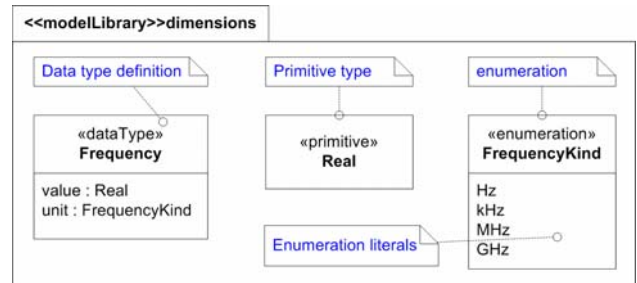 <<modelLibrary>>dimensions
Data type definition
Primitive type
enumeration
«dataType»
Frequency
value : Real
unit : FrequencyKind
«primitive»
Real
«enumeration»
FrequencyKind
Hz
kHz
MHz
GHz
Enumeration literals